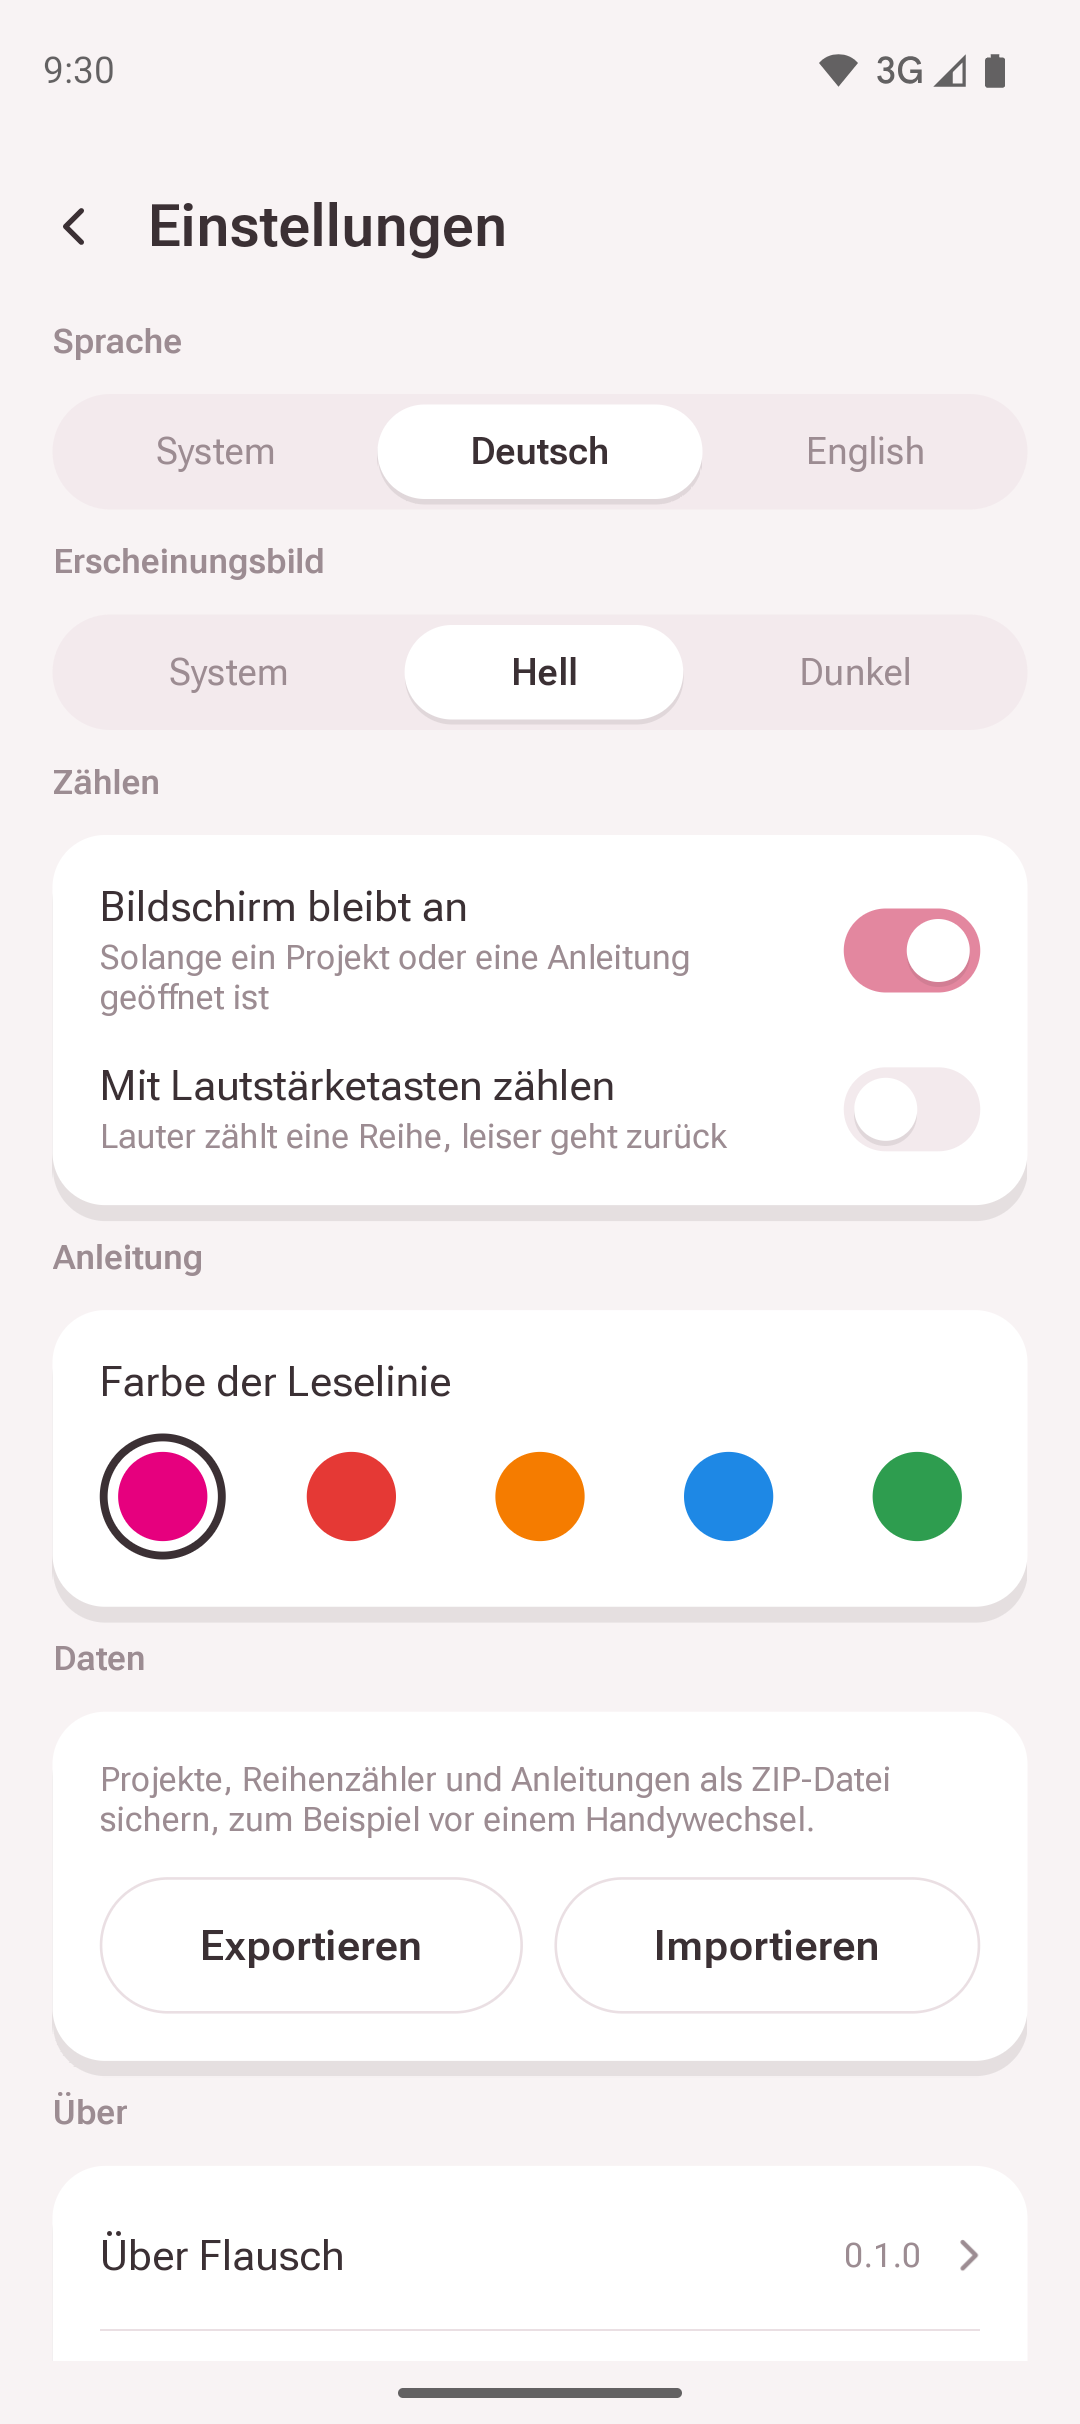 9:30
3G
Einstellungen
Sprache
System
Deutsch
English
Erscheinungsbild
System
Hell
Dunkel
Zählen
Bildschirm bleibt an
Solange ein Projekt oder eine Anleitung
geöffnet ist
Mit Lautstärketasten zählen
Lauter zählt eine Reihe, leiser geht zurück
Anleitung
Farbe der Leselinie
Daten
Projekte, Reihenzähler und Anleitungen als ZIP-Datei
sichern, zum Beispiel vor einem Handywechsel.
Exportieren
Importieren
Über
Über Flausch
0.1.0